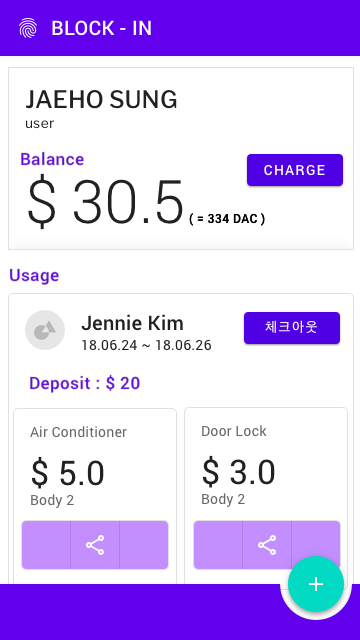 BLOCK - IN
JAEHO SUNG
user
Balance
CHARGE
$ 30.5 ( = 334 DAC )
Usage
Jennie Kim
체크아웃
18.06.24 ~ 18.06.26
Deposit : $ 20
Air Conditioner
$ 5.0
Body 2
Door Lock
$ 3.0
Body 2